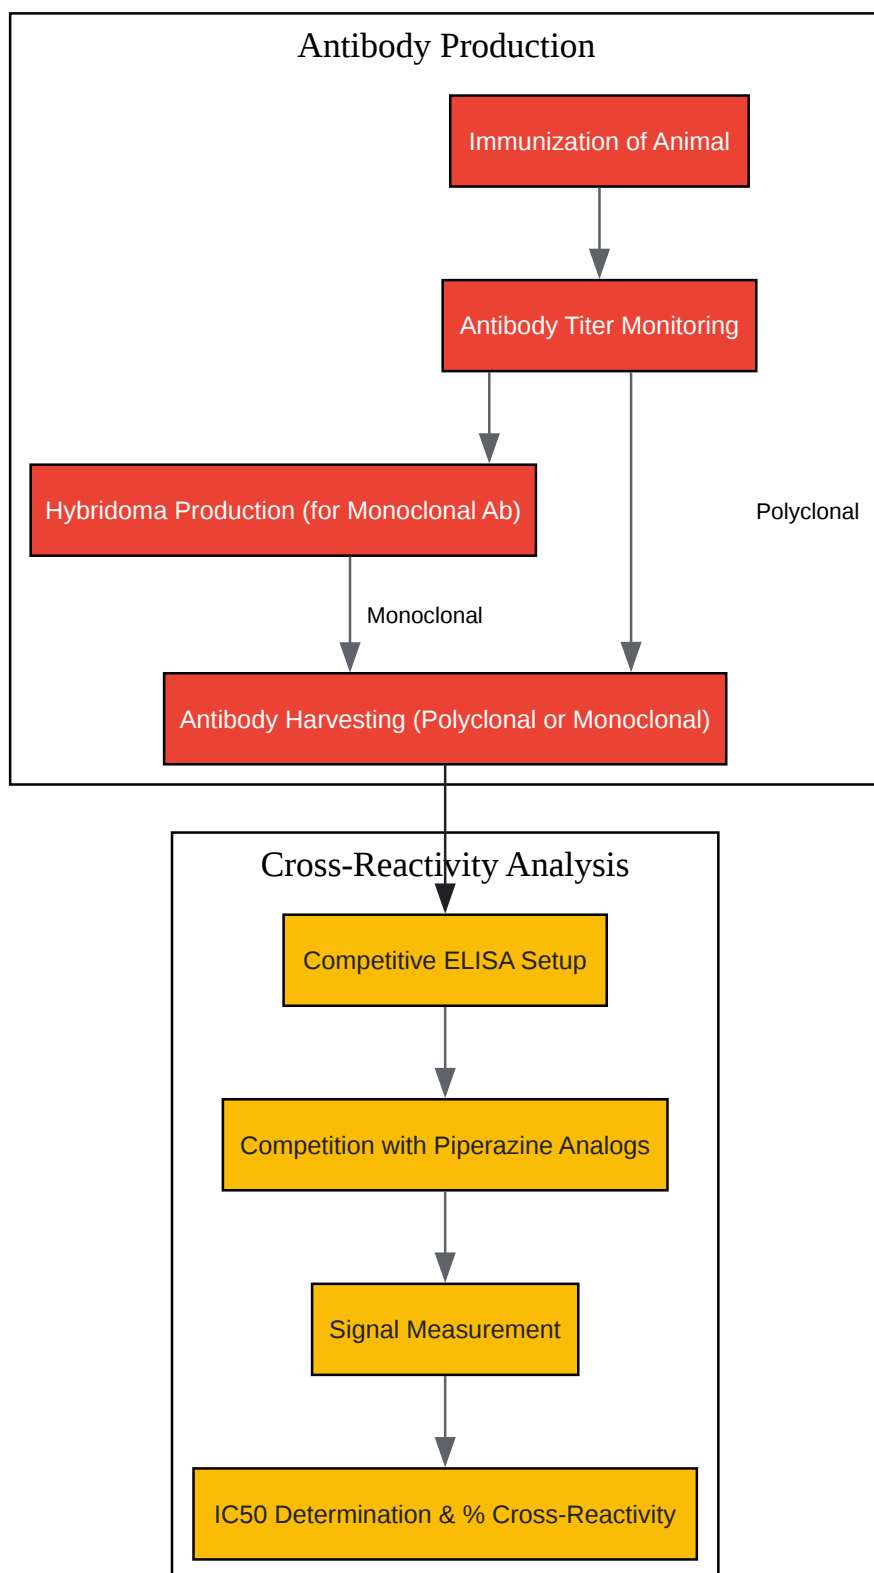 Antibody Production
Immunization of Animal
Antibody Titer Monitoring
Hybridoma Production (for Monoclonal Ab)
Polyclonal
Monoclonal
Antibody Harvesting (Polyclonal or Monoclonal)
Cross-Reactivity Analysis
Competitive ELISA Setup
Competition with Piperazine Analogs
Signal Measurement
IC50 Determination & % Cross-Reactivity